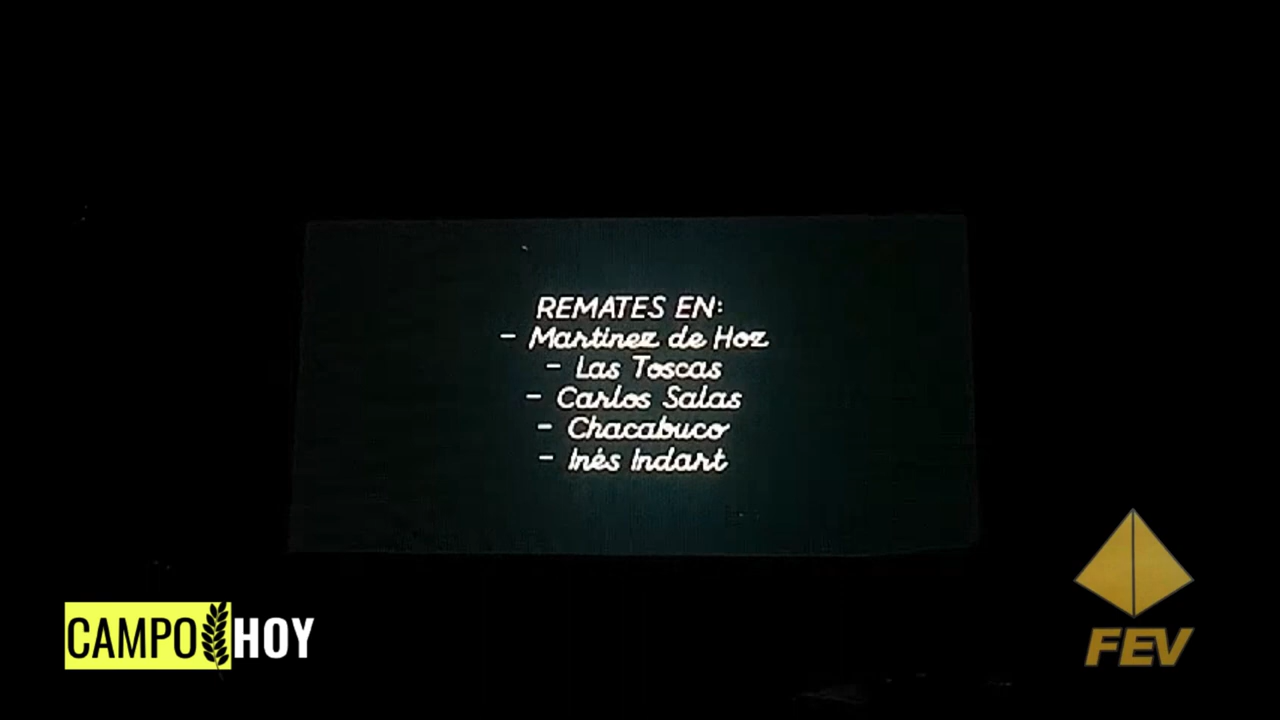 REMATES EN:
- Martinez de Hoz
- Las Toscas
- Carlos Salas
- Chacabuco
- Inés Indart
CAMPO HOY
FEV